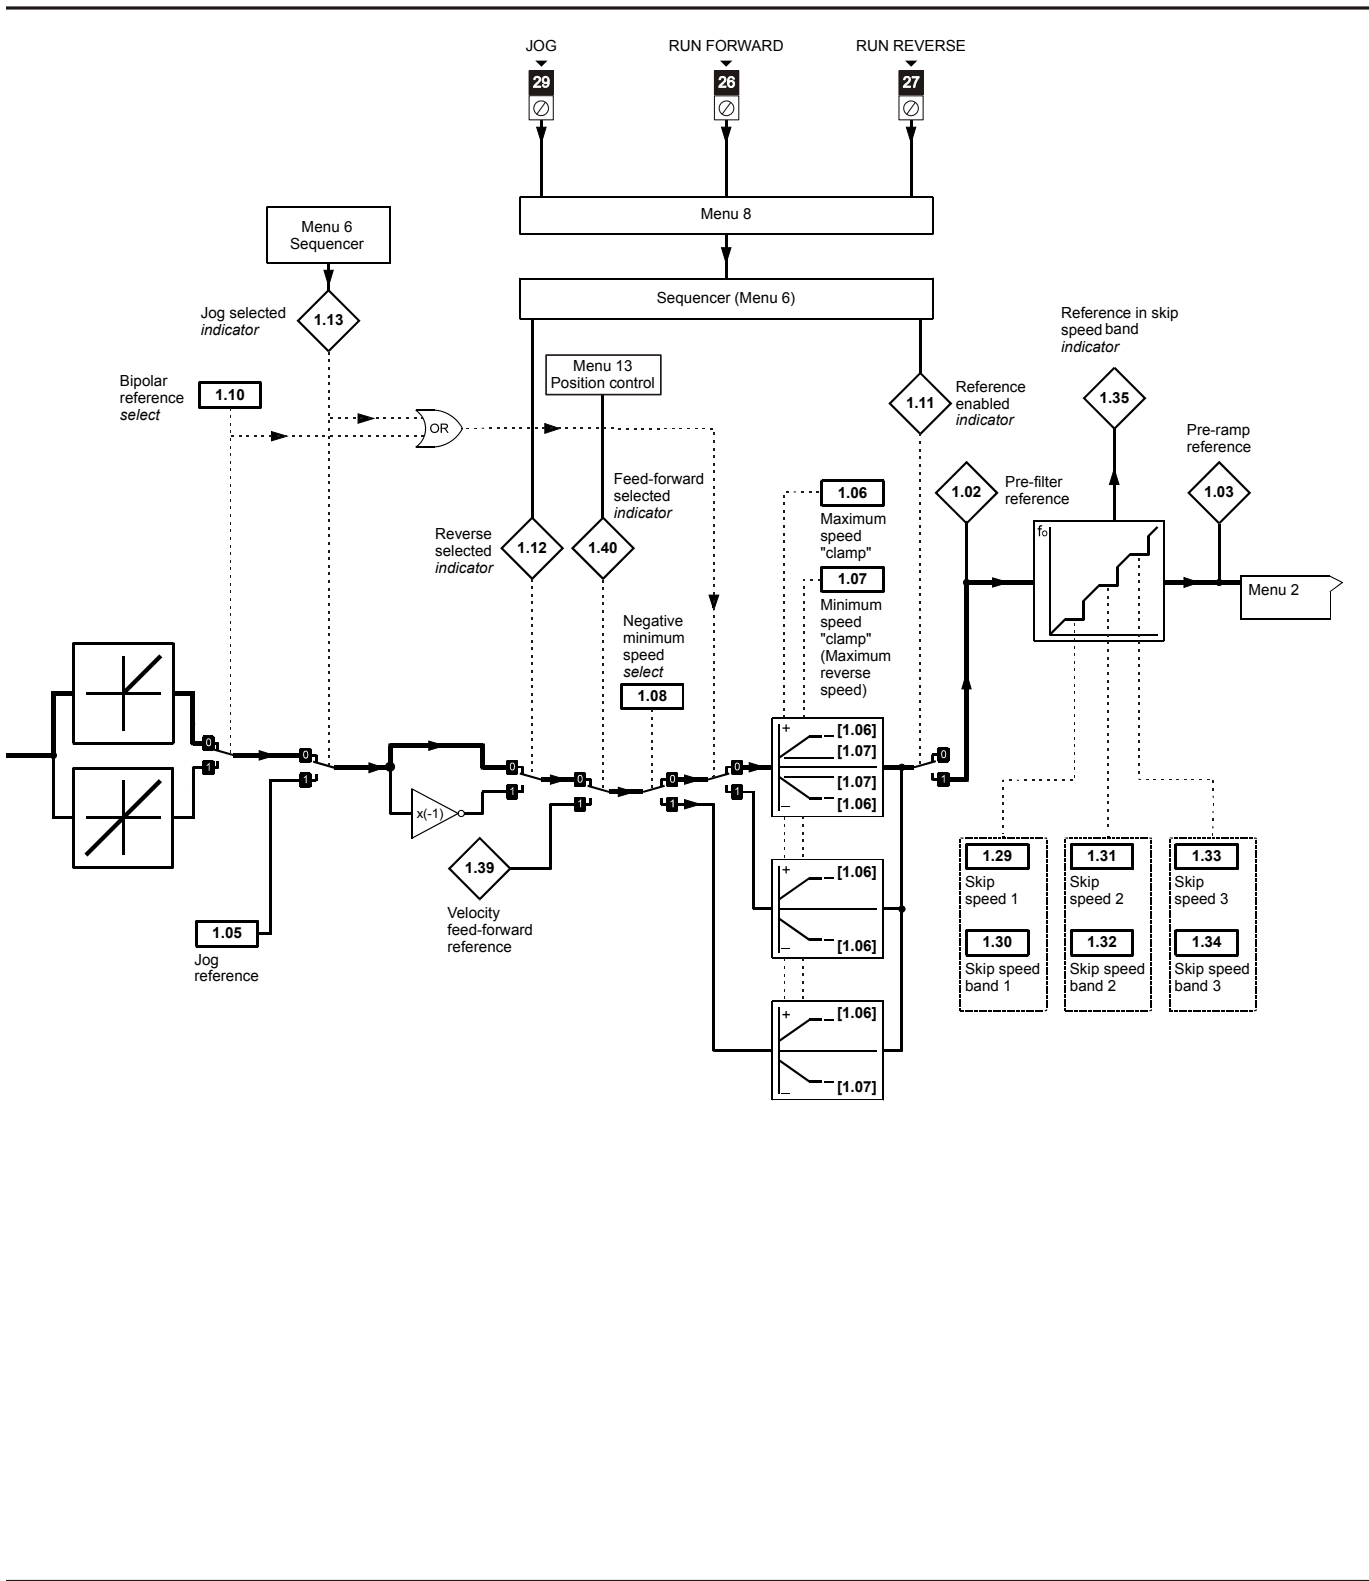 JOG
RUN FORWARD
RUN REVERSE
29
26
27
Menu 8
Menu 6
Sequencer
Sequencer (Menu 6)
Jog selected
indicator
1.13
Reference in skip
speed band
indicator
1.35
Menu 13
Position control
Bipolar
reference
select
1.10
1.11
Reference
enabled
indicator
OR
Pre-ramp
reference
1.03
Feed-forward
selected
indicator
1.06
Maximum
speed
"clamp"
1.02
Pre-filter
reference
Reverse
selected
indicator
1.12
1.40
fo
1.07
Minimum
speed
"clamp"
(Maximum
reverse
speed)
Menu 2
Negative
minimum
speed
select
1.08
0
1
0
1
x(-1)
0
1
0
1
0
1
0
1
+
[1.06]
[1.07]
[1.07]
[1.06]
_
0
1
1.39
Velocity
feed-forward
reference
+
[1.06]
[1.06]
_
1.05
Jog
reference
+
[1.06]
[1.07]
_
1.29
Skip
speed 1
1.30
Skip speed
band 1
1.31
Skip
speed 2
1.32
Skip speed
band 2
1.33
Skip
speed 3
1.34
Skip speed
band 3